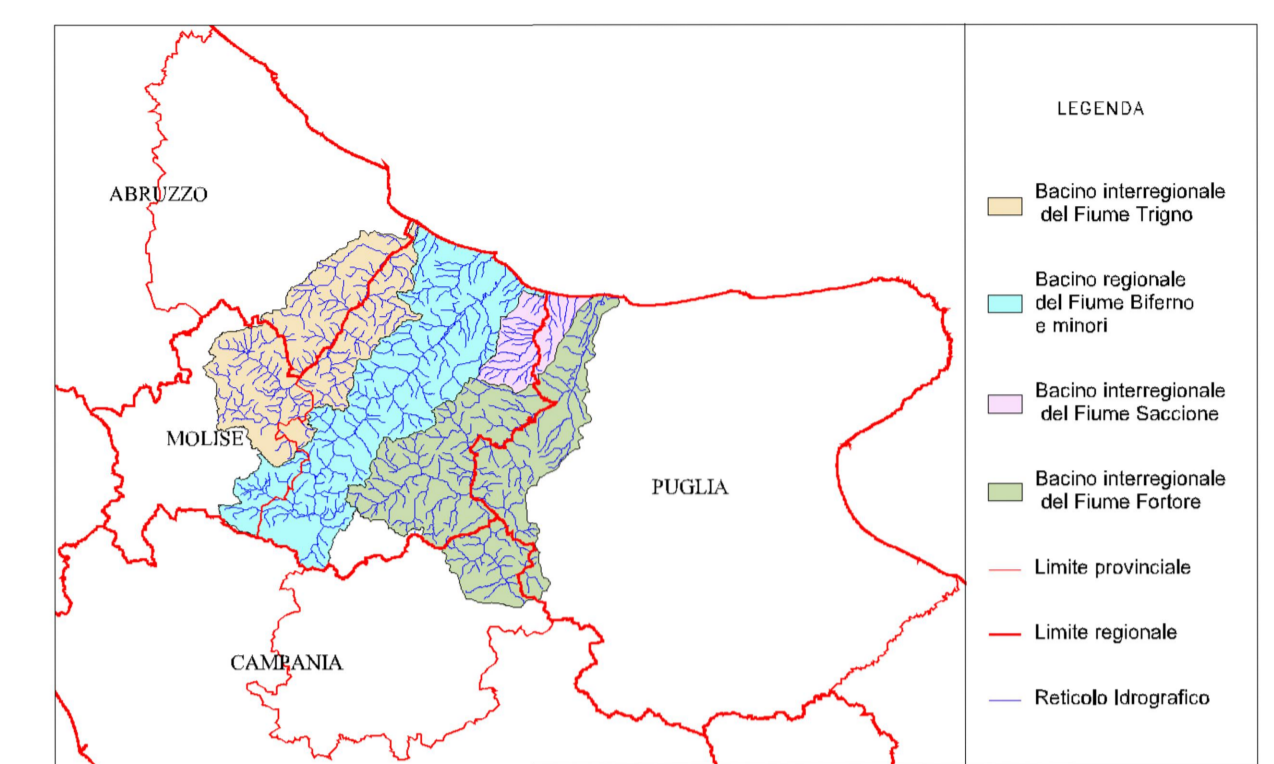 ABRUZZO
MOLISE
PUGLIA
CAMPANIA
LEGENDA
Bacino interregionale
del Fiume Trigno
Bacino regionale
del Fiume Biferno
e minori
Bacino interregionale
del Fiume Saccione
Bacino interregionale
del Fiume Fortore
Limite provinciale
Limite regionale
Reticolo Idrografico